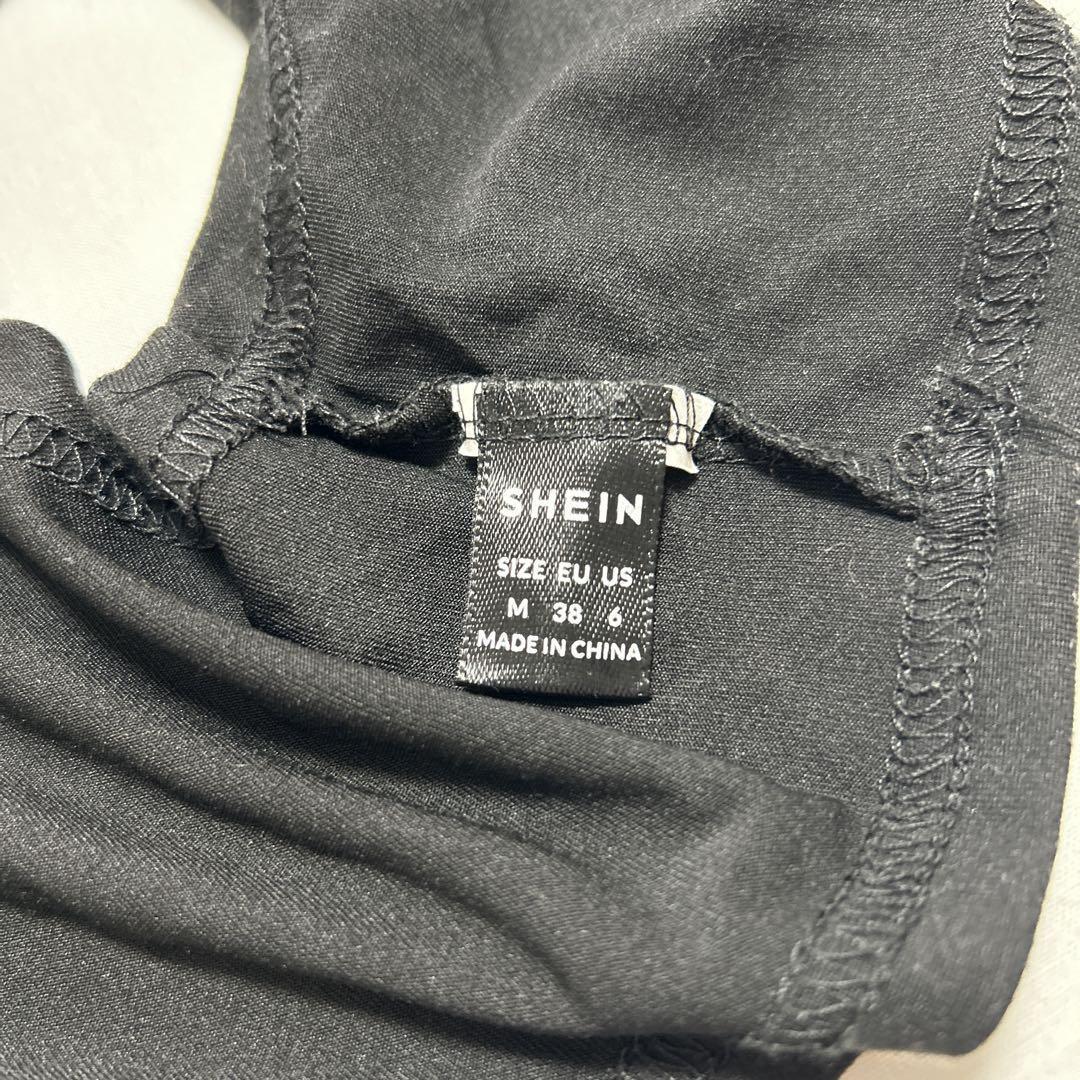 SHEIN
SIZE EU US
M 38 6
MADE IN CHINA